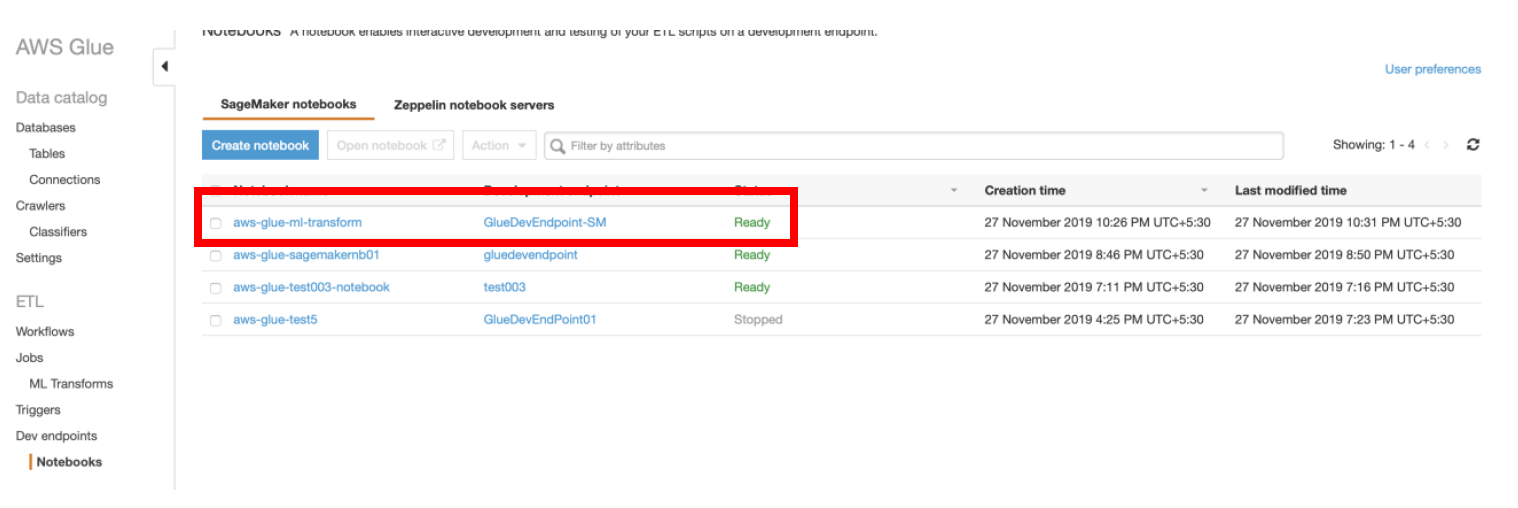 AWS Glue
Data catalog
Databases
Tables
Connections
Crawlers
Classifiers
Settings
ETL
Workflows
Jobs
ML Transforms
Triggers
Dev endpoints
Notebooks
Notebooks A notebook enables interactive development and testing of your ETL scripts on a development endpoint.
User preferences
SageMaker notebooks Zeppelin notebook servers
Create notebook Open notebook Action Filter by attributes Showing: 1 - 4
Creation time Last modified time
aws-glue-ml-transform GlueDevEndpoint-SM Ready 27 November 2019 10:26 PM UTC+5:30 27 November 2019 10:31 PM UTC+5:30
aws-glue-sagemakernb01 gluedevendpoint Ready 27 November 2019 8:46 PM UTC+5:30 27 November 2019 8:50 PM UTC+5:30
aws-glue-test003-notebook test003 Ready 27 November 2019 7:11 PM UTC+5:30 27 November 2019 7:16 PM UTC+5:30
aws-glue-test5 GlueDevEndPoint01 Stopped 27 November 2019 4:25 PM UTC+5:30 27 November 2019 7:23 PM UTC+5:30